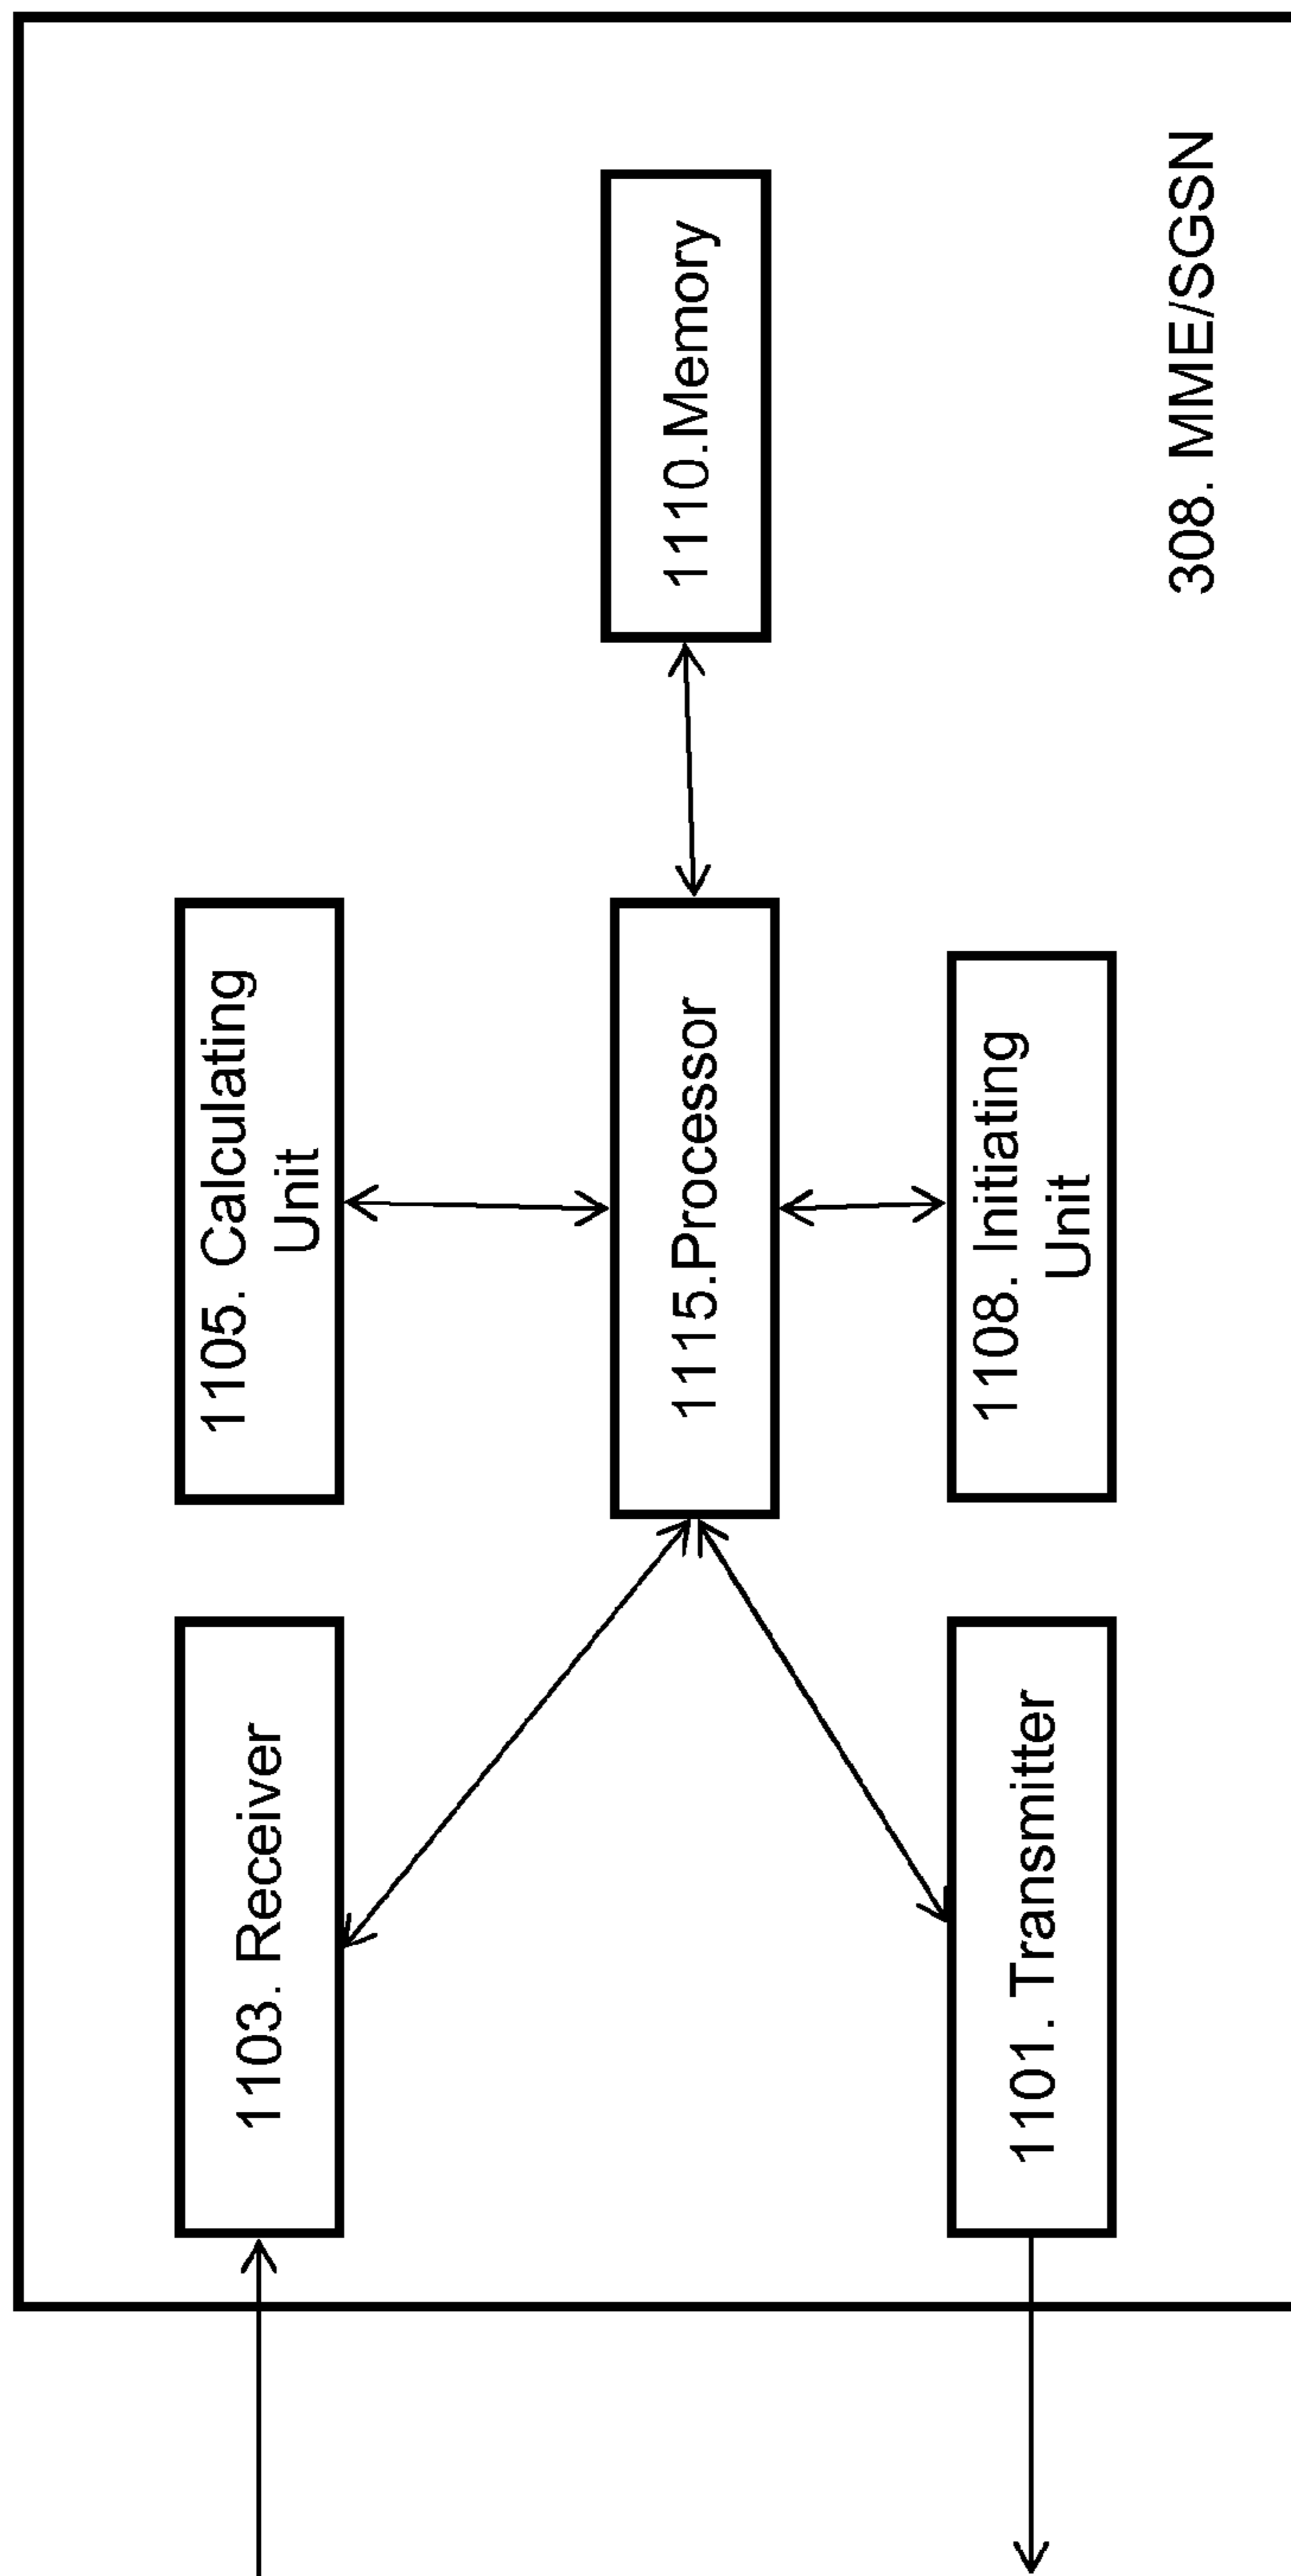 1103. Receiver
1105. Calculating
Unit
1115.Processor
1110.Memory
1101. Transmitter
1108. Initiating
Unit
308. MME/SGSN